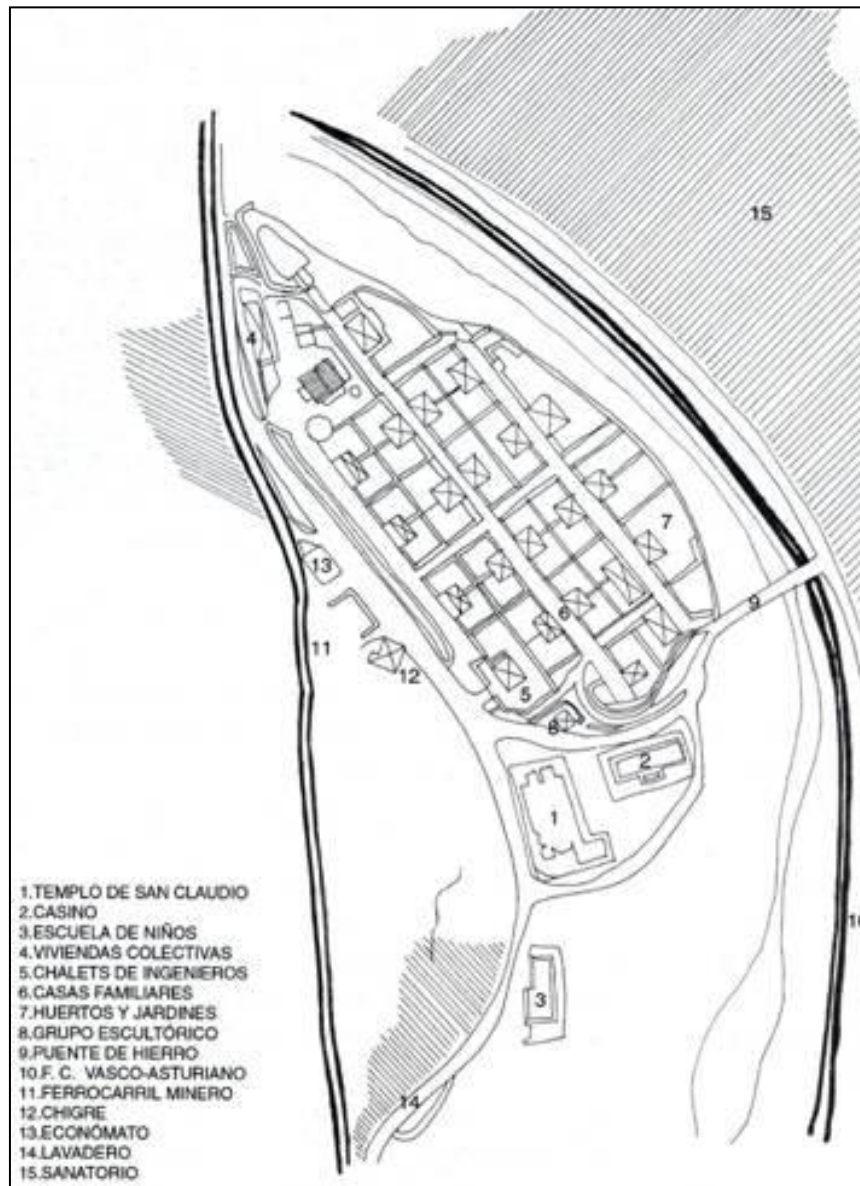 15
4
7
13
9
6
11
12
5
8
2
1
10
3
14
1.TEMPLO DE SAN CLAUDIO
2.CASINO
3.ESCUELA DE NIÑOS
4.VIVIENDAS COLECTIVAS
5.CHALETS DE INGENIEROS
6.CASAS FAMILIARES
7.HUERTOS Y JARDINES
8.GRUPO ESCULTÓRICO
9.PUENTE DE HIERRO
10.F. C. VASCO-ASTURIANO
11.FERROCARRIL MINERO
12.CHIGRE
13.ECONÓMATO
14.LAVADERO
15.SANATORIO